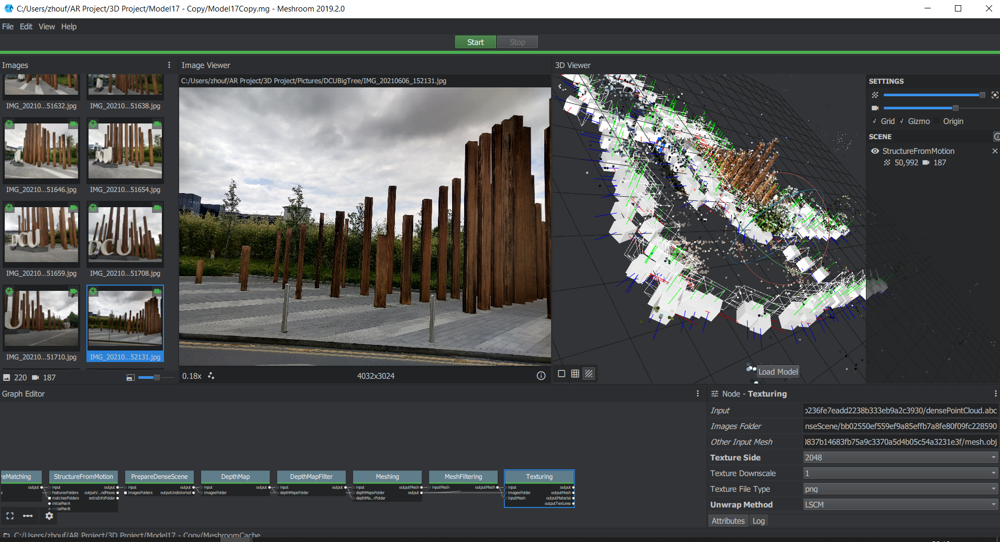 C:/Users/zhouf/AR Project/3D Project/Model17 - Copy/Model17Copy.mg - Meshroom 2019.2.0
File Edit View Help
Start Stop
Images
IMG_20210...51632.jpg IMG_20210...51638.jpg
IMG_20210...51646.jpg IMG_20210...51654.jpg
DCU DCU
IMG_20210...51659.jpg IMG_20210...51708.jpg
IMG_20210...51710.jpg IMG_20210...52131.jpg
220 187
Image Viewer
C:/Users/zhouf/AR Project/3D Project/Pictures/DCUBigTree/IMG_20210606_152131.jpg
0.18x 4032x3024
3D Viewer
SETTINGS
Grid Gizmo Origin
SCENE
StructureFromMotion
50,992 187
Load Model
Graph Editor
reMatching
output
StructureFromMotion
input output
featuresFolders outputV...ndPoses
matchesFolders extraInfoFolder
initialPairA
initialPairB
PrepareDenseScene
input output
imagesFolders outputUndistorted
DepthMap
input output
imagesFolder
DepthMapFilter
input output
depthMapsFolder
Meshing
input outputMesh
depthMapsFolder output
depthMa...rFolder
MeshFiltering
inputMesh outputMesh
Texturing
input output
imagesFolder outputMesh
inputMesh outputMaterial
outputTextures
Node - Texturing
Input b236fe7eadd2238b333eb9a2c3930/densePointCloud.abc
Images Folder nseScene/bb02550ef559ef9a85effb7a8fe80f09fc228590
Other Input Mesh 0837b14683fb75a9c3370a5d4b05c54a3231e3f/mesh.obj
Texture Side 2048
Texture Downscale 1
Texture File Type png
Unwrap Method LSCM
Attributes Log
C:/Users/zhouf/AR Project/3D Project/Model17 - Copy/MeshroomCache